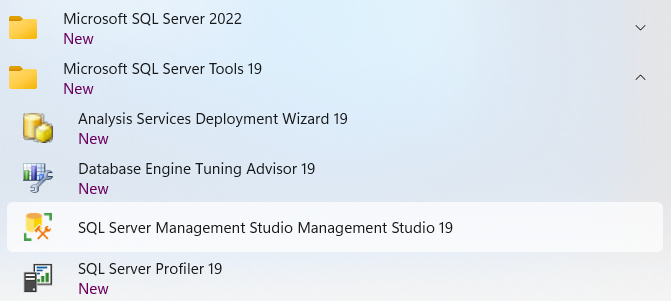 Microsoft SQL Server 2022
New
Microsoft SQL Server Tools 19
New
Analysis Services Deployment Wizard 19
New
Database Engine Tuning Advisor 19
New
SQL Server Management Studio Management Studio 19
SQL Server Profiler 19
New